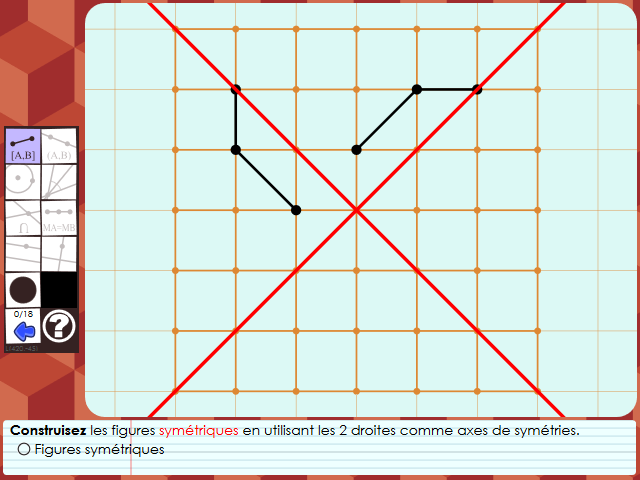 [A,B]
(A,B)
MA=MB
0/18
?
Construisez les figures symétriques en utilisant les 2 droites comme axes de symétries.
Figures symétriques